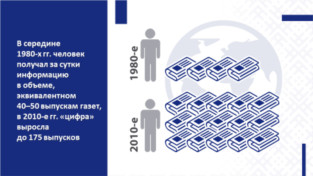 В середине
1980-х гг. человек
получал за сутки
информацию
в объеме,
эквивалентном
40–50 выпускам газет,
в 2010-е гг. «цифра»
выросла
до 175 выпусков
1980-е
2010-е